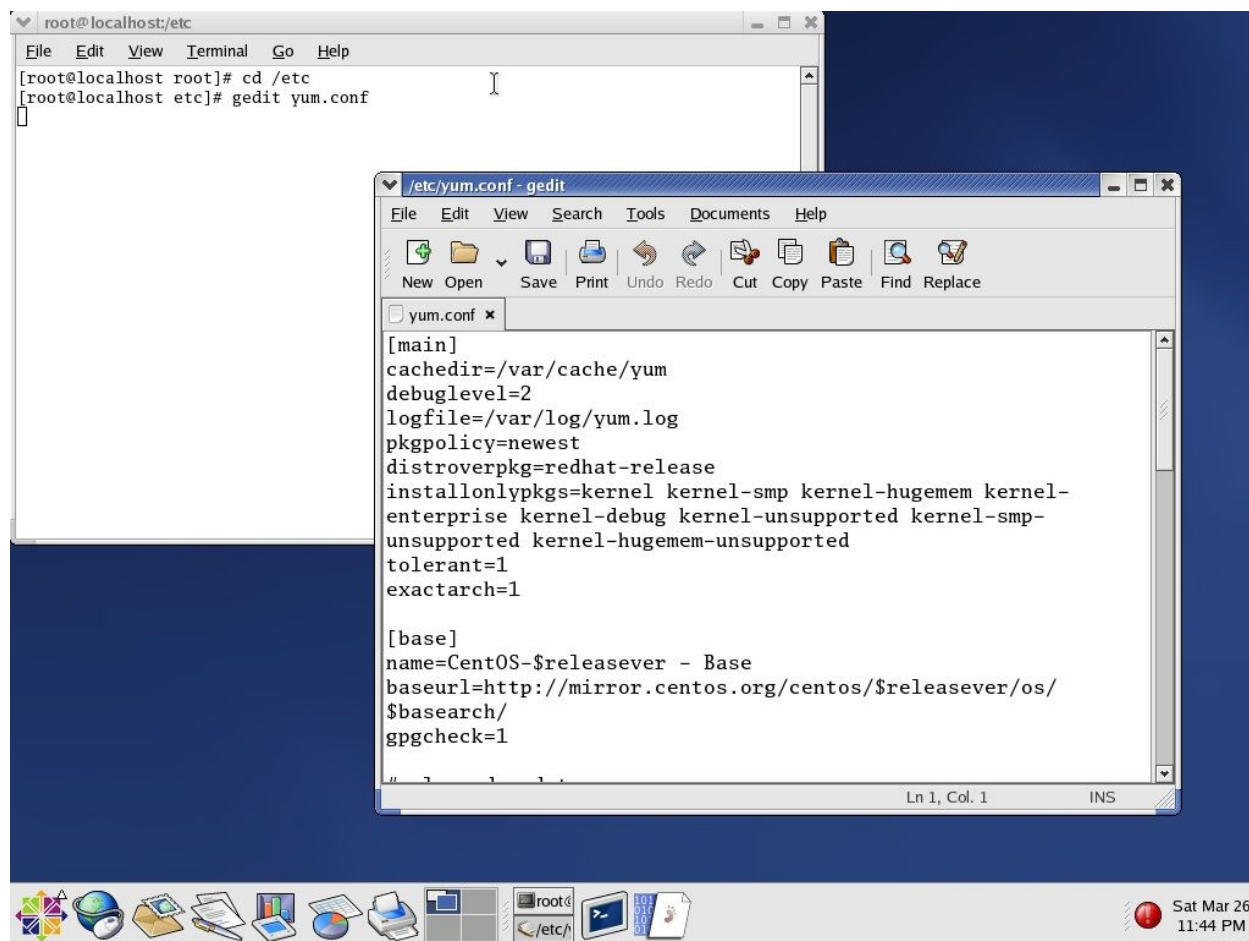 root@localhost:/etc
File Edit View Terminal Go Help
[root@localhost root]# cd /etc
[root@localhost etc]# gedit yum.conf
/etc/yum.conf - gedit
File Edit View Search Tools Documents Help
New Open Save Print Undo Redo Cut Copy Paste Find Replace
yum.conf
[main]
cachedir=/var/cache/yum
debuglevel=2
logfile=/var/log/yum.log
pkgpolicy=newest
distroverpkg=redhat-release
installonlypkgs=kernel kernel-smp kernel-hugemem kernel-
enterprise kernel-debug kernel-unsupported kernel-smp-
unsupported kernel-hugemem-unsupported
tolerant=1
exactarch=1
[base]
name=CentOS-$releasever - Base
baseurl=http://mirror.centos.org/centos/$releasever/os/
$basearch/
gpgcheck=1
Ln 1, Col. 1 INS
root@
/etc/
Sat Mar 26
11:44 PM